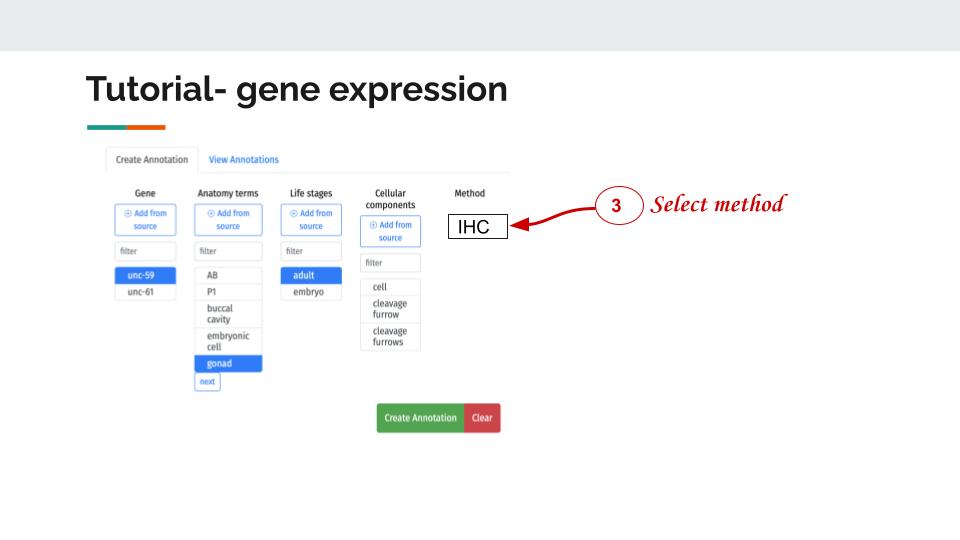 Tutorial- gene expression
Create Annotation
View Annotations
Gene
⊕ Add from
source
filter
unc-59
unc-61
Anatomy terms
⊕ Add from
source
filter
AB
P1
buccal
cavity
embryonic
cell
gonad
next
Life stages
⊕ Add from
source
filter
adult
embryo
Cellular
components
⊕ Add from
source
filter
cell
cleavage
furrow
cleavage
furrows
Method
IHC
3
Select method
Create Annotation
Clear